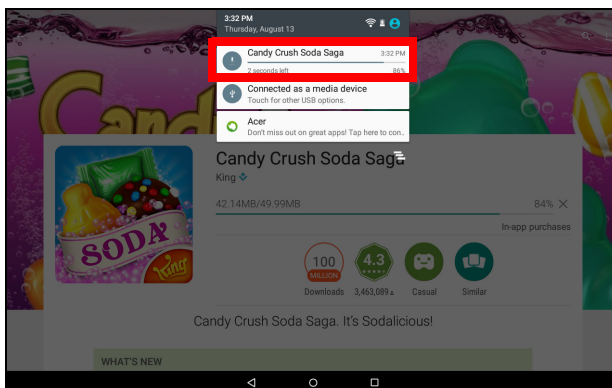 3:32 PM
Thursday, August 13
Candy Crush Soda Saga 3:32 PM
2 seconds left 86%
Connected as a media device
Touch for other USB options.
Acer
Don't miss out on great apps! Tap here to con..
Candy Crush Soda Saga
King
42.14MB/49.99MB 84%
In-app purchases
SODA
King
100
MILLION
4.3
Downloads 3,463,089 Casual Similar
Candy Crush Soda Saga. It's Sodalicious!
WHAT'S NEW